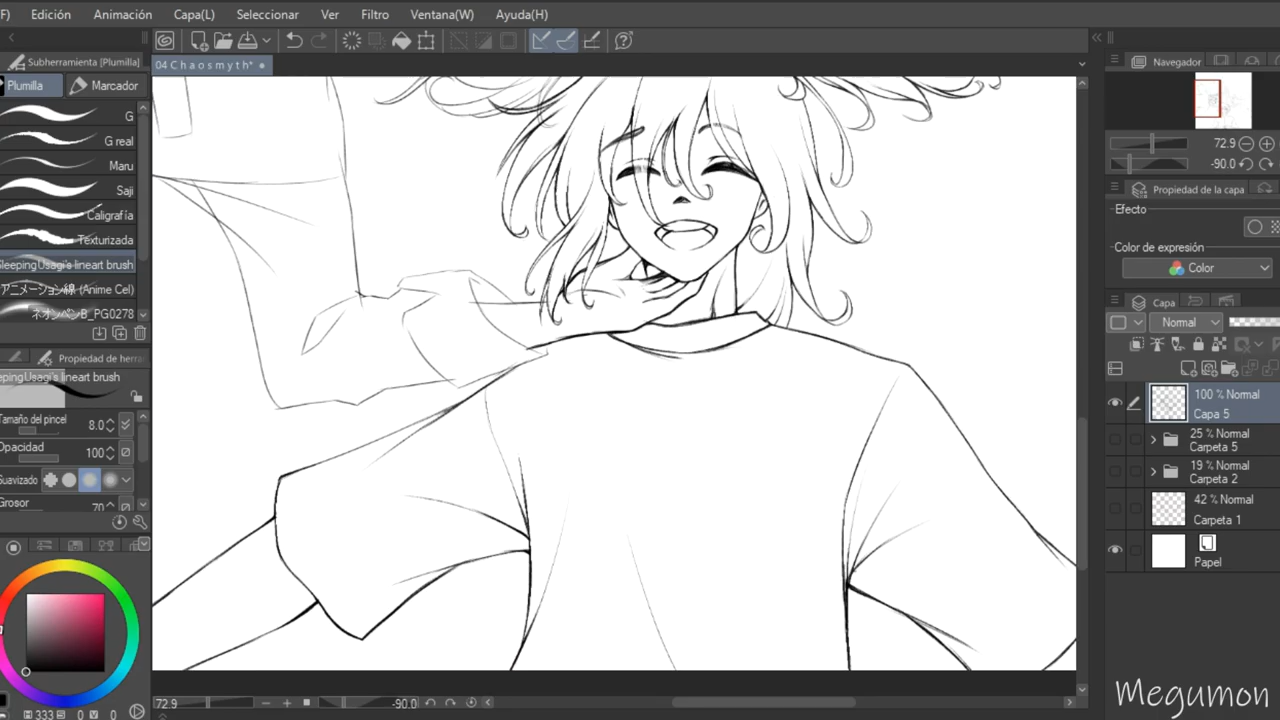 F) Edición Animación Capa(L) Seleccionar Ver Filtro Ventana(W) Ayuda(H)
Subherramienta [Plumilla]
04 C h a o s m y t h*
Plumilla Marcador
G
G real
Maru
Saji
Caligrafía
Texturizada
SleepingUsagi's lineart brush
アニメーション線 (Anime Cel)
ネオンペンB_PG0278
Propiedad de herra
epingUsagi's lineart brush
Tamaño del pincel 8.0
Opacidad 100
Suavizado
Grosor 70
333 S 0 V 0
72.9 -90.0
Navegador
72.9
-90.0
Propiedad de la capa
Efecto
Color de expresión
Color
Capa
Normal
100 % Normal
Capa 5
25 % Normal
Carpeta 5
19 % Normal
Carpeta 2
42 % Normal
Carpeta 1
Papel
Megumon